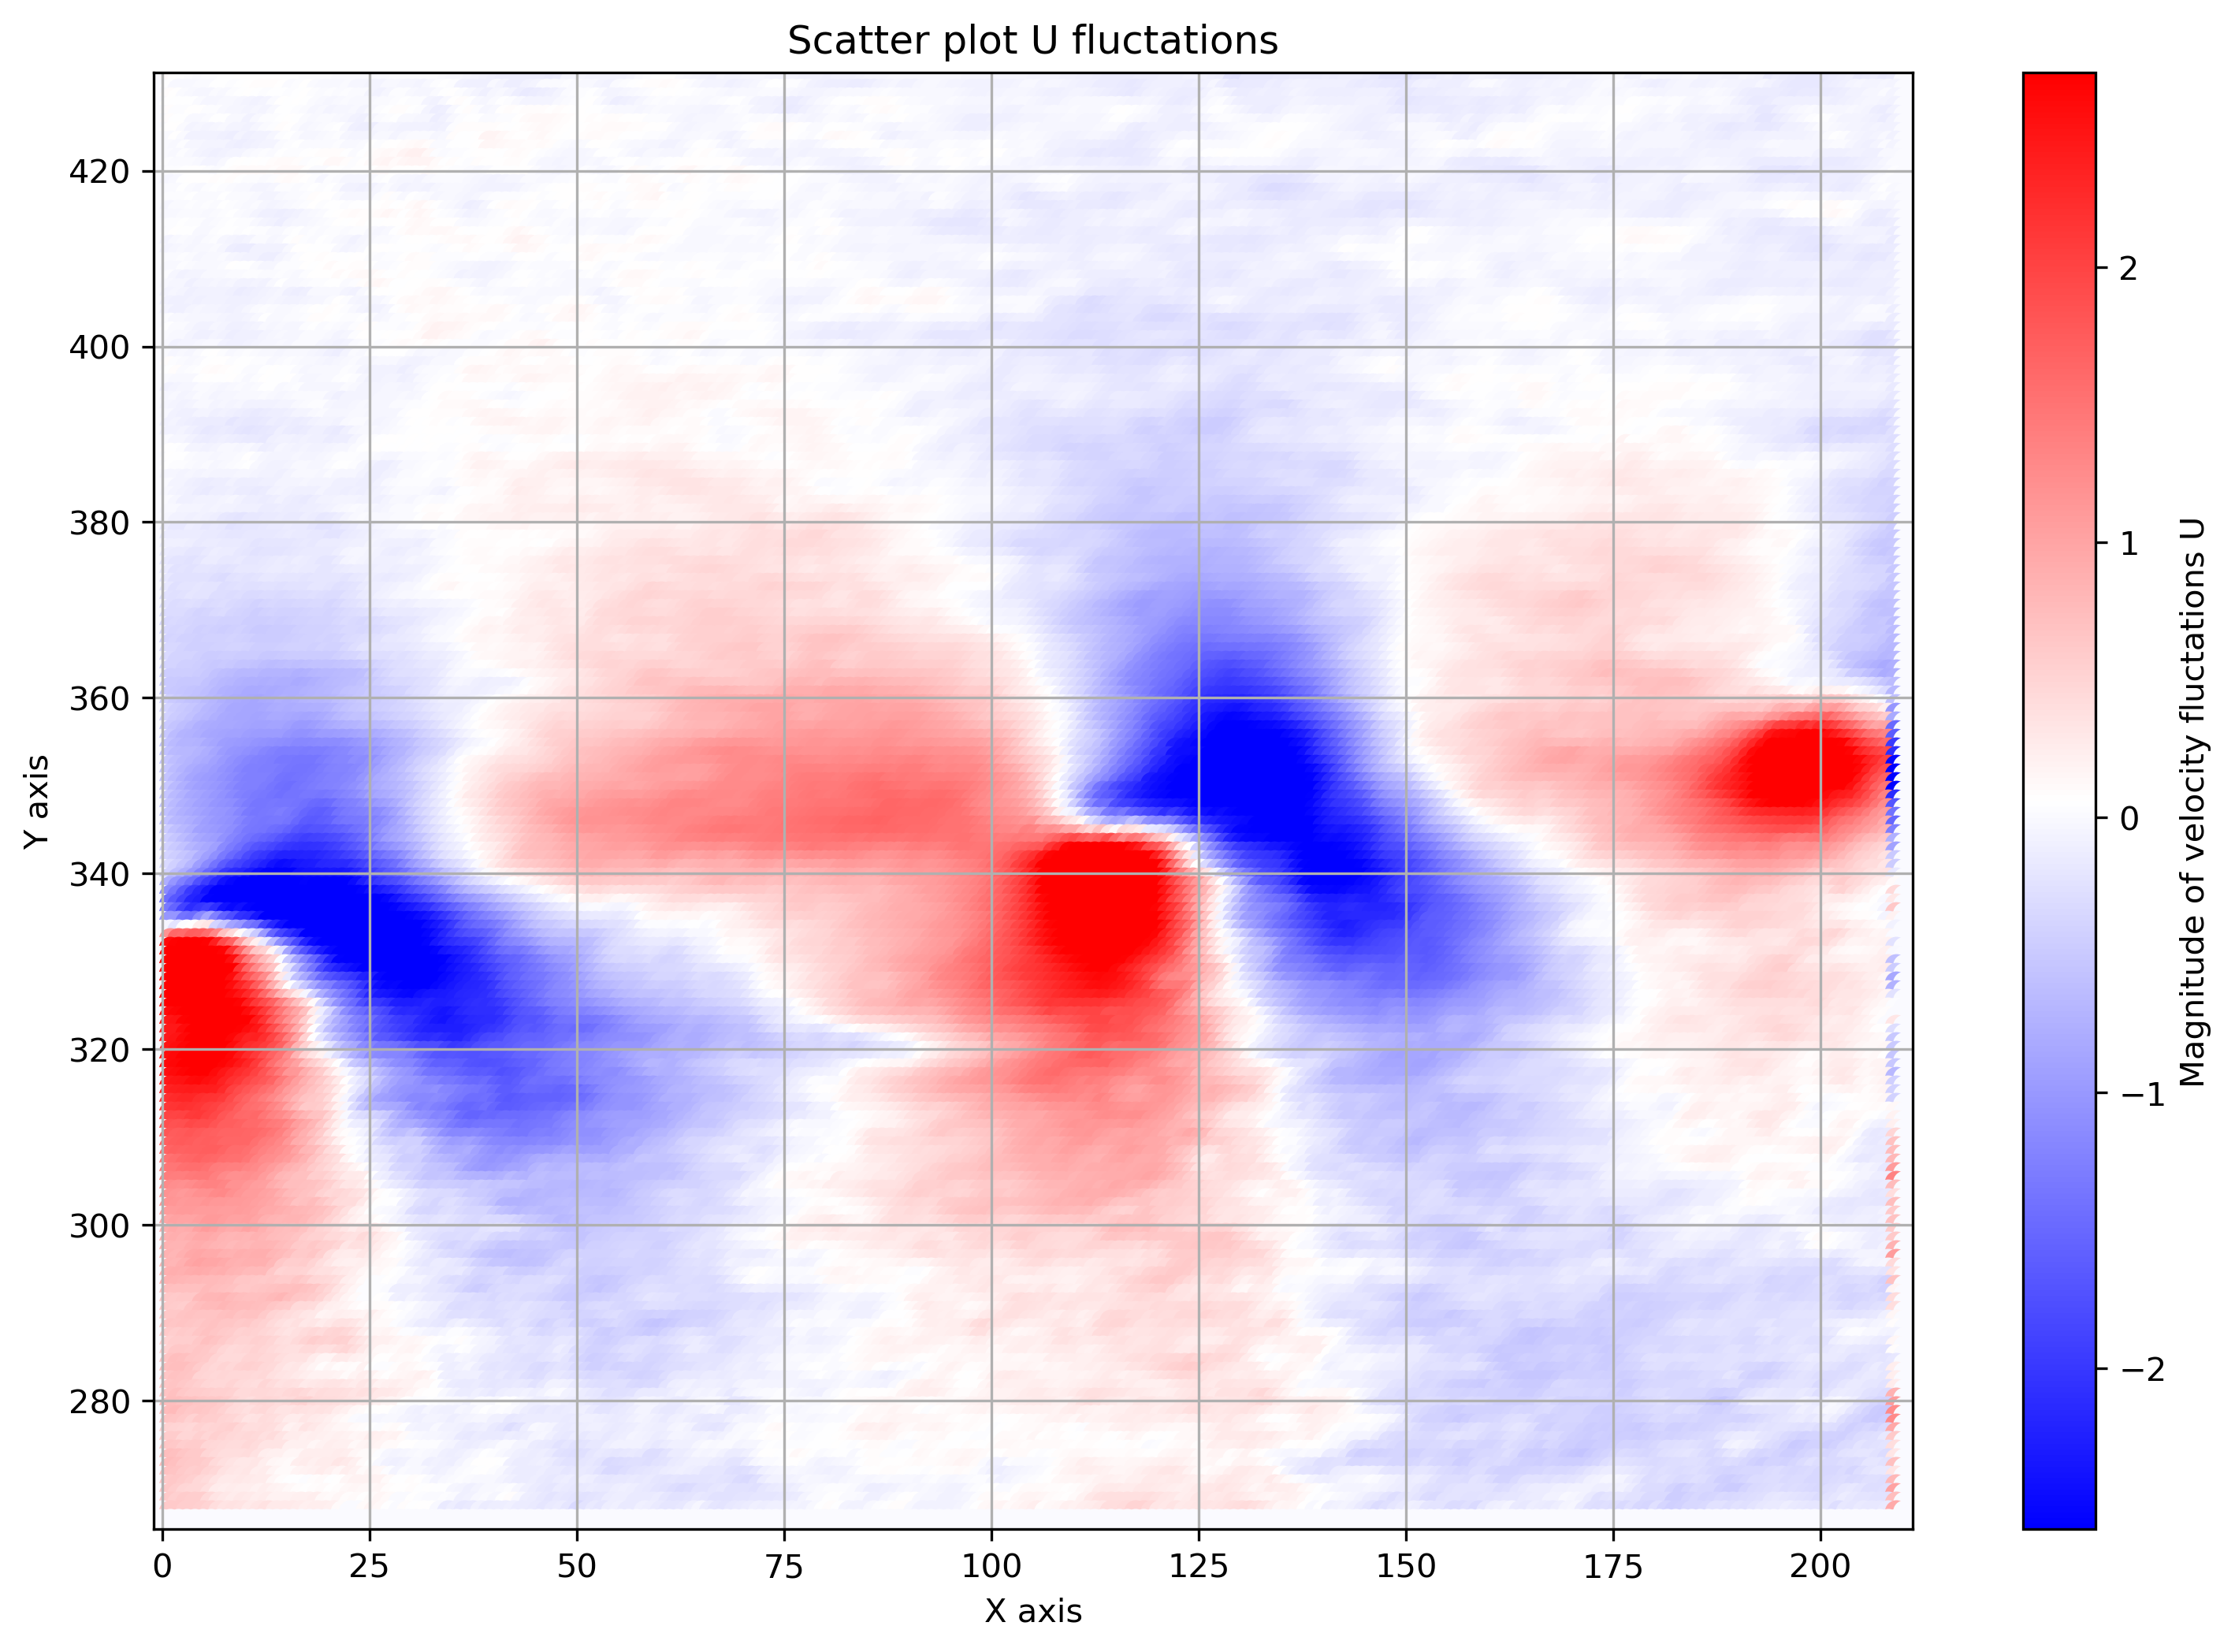 Scatter plot U fluctations
Y axis
420
400
380
360
340
320
300
280
0 25 50 75 100 125 150 175 200
X axis
2
1
0
−1
−2
Magnitude of velocity fluctations U